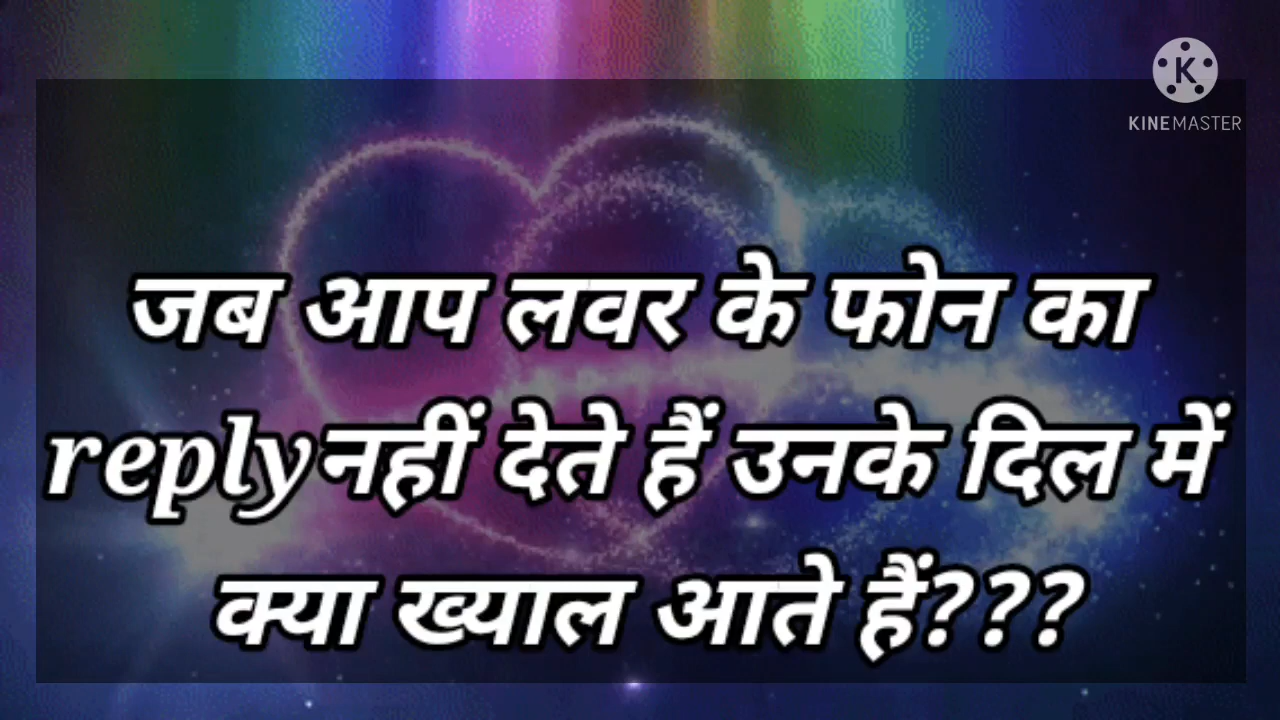 KINEMASTER
जब आप लवर के फोन का
reply नहीं देते हैं उनके दिल में
क्या ख्याल आते हैं???